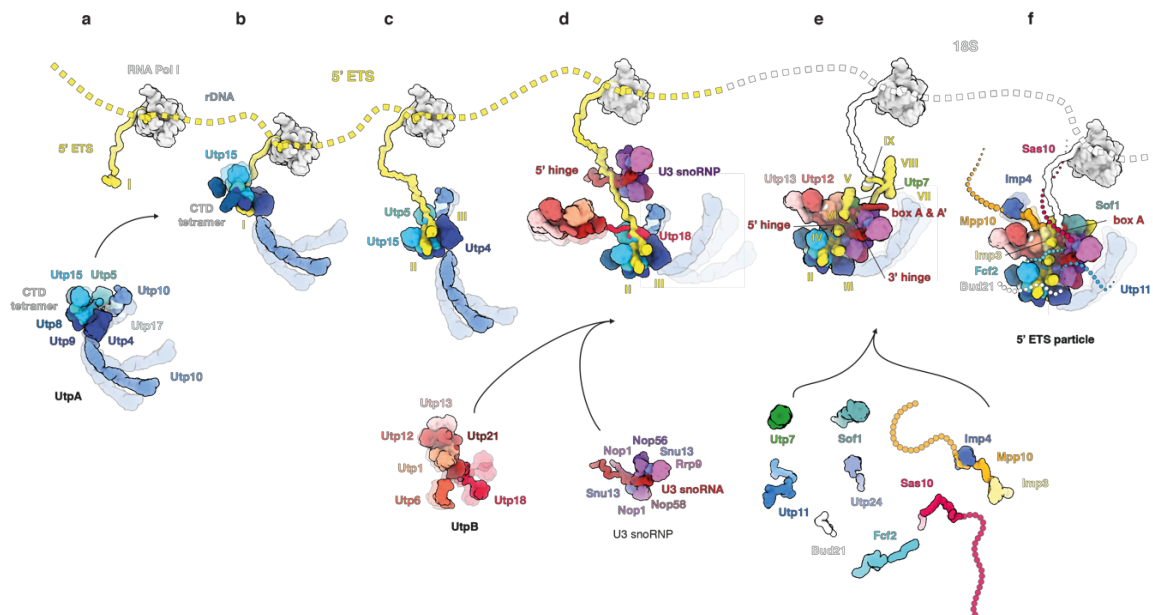 a
b
c
d
e
f
RNA Pol I
rDNA
5' ETS
I
5' ETS
18S
Utp15
CTD
tetramer
I
Utp15 Utp5
CTD
tetramer
Utp10
Utp8
Utp17
Utp9
Utp4
Utp10
UtpA
Utp5
III
Utp15
Utp4
II
5' hinge
U3 snoRNP
Utp18
II
III
IX
VIII
V
Utp7
Utp13 Utp12
VII
box A & A'
5' hinge
IV
3' hinge
II
III
Sas10
Imp4
Sof1
Mpp10
box A
Imp3
Fcf2
Bud21
Utp11
5' ETS particle
Utp13
Utp12
Utp21
Utp1
Utp6
Utp18
UtpB
Nop56
Nop1
Snu13
Rrp9
U3 snoRNA
Snu13
Nop58
Nop1
U3 snoRNP
Utp7
Sof1
Imp4
Mpp10
Imp3
Utp11
Utp24
Sas10
Bud21
Fcf2